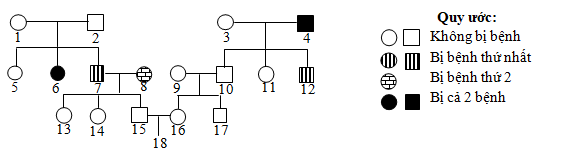 Quy ước:
Không bị bệnh
Bị bệnh thứ nhất
Bị bệnh thứ 2
Bị cả 2 bệnh
1 2 3 4
5 6 7 8 9 10 11 12
13 14 15 16 17
18